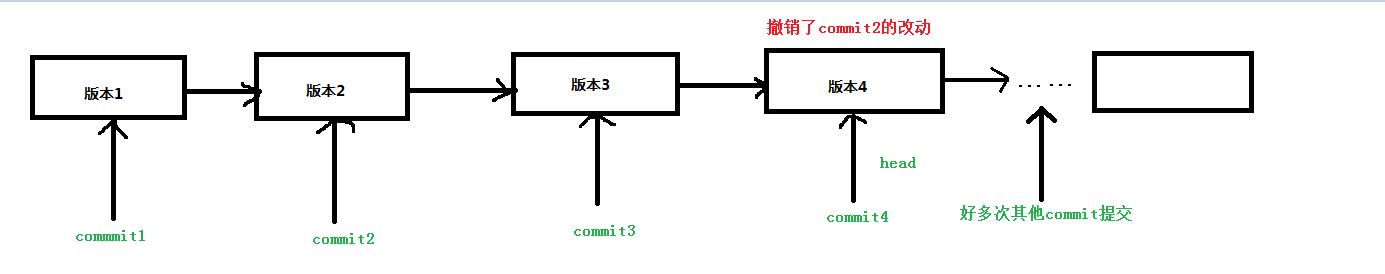 撤销了commit2的改动
版本1
版本2
版本3
版本4
... ...
head
commmit1
commit2
commit3
commit4
好多次其他commit提交